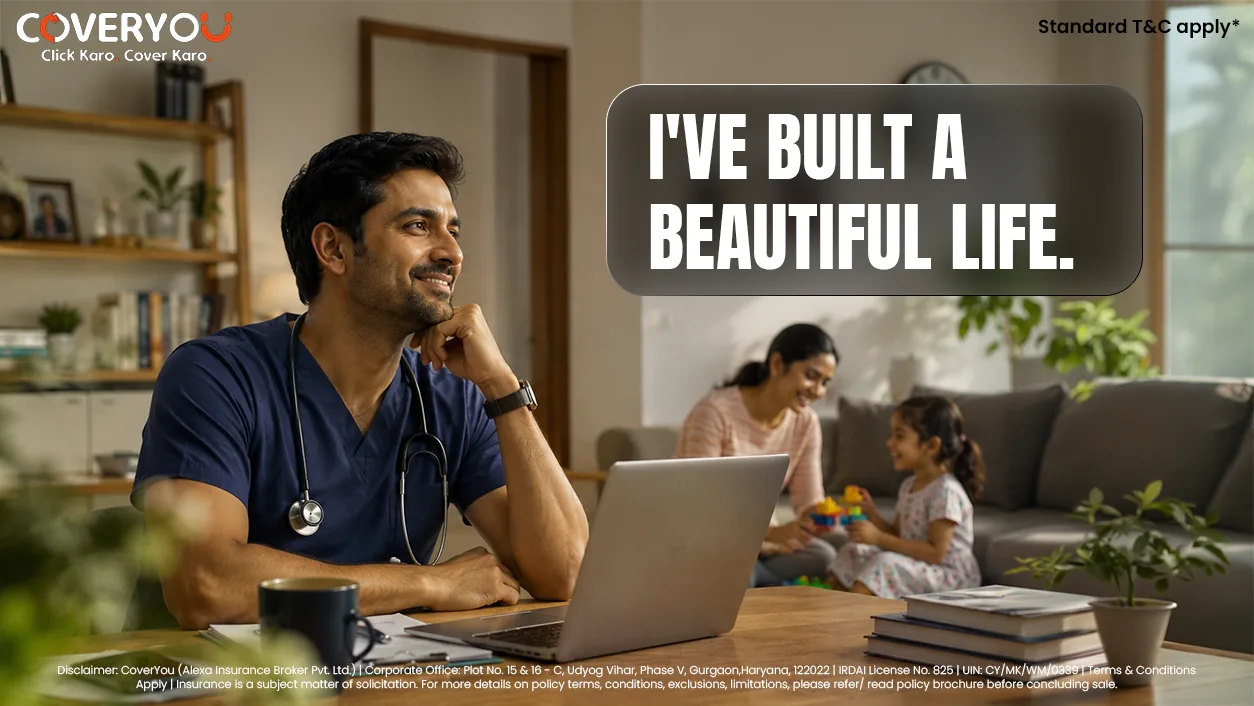 COVERYOU
Click Karo. Cover Karo.
Standard T&C apply*
I'VE BUILT A
BEAUTIFUL LIFE.
Disclaimer: CoverYou (Alexa Insurance Broker Pvt. Ltd.) | Corporate Office: Plot No. 15 & 16 - C, Udyog Vihar, Phase V, Gurgaon,Haryana, 122022 | IRDAI License No. 825 | UIN: CY/MK/WM/0339 | Terms & Conditions
Apply | Insurance is a subject matter of solicitation. For more details on policy terms, conditions, exclusions, limitations, please refer/ read policy brochure before concluding sale.